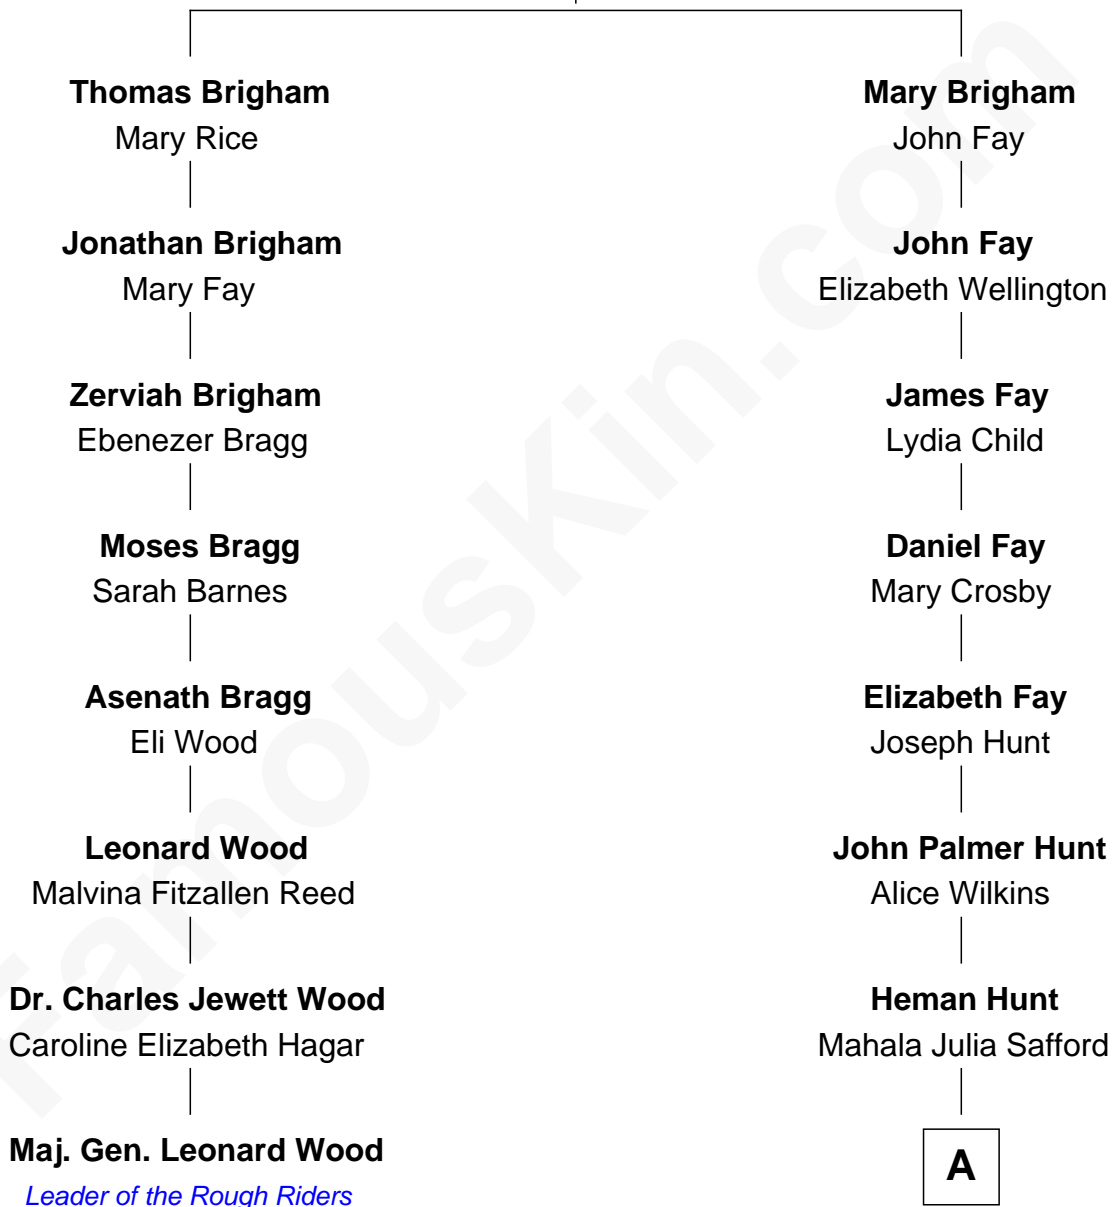 Thomas Brigham
Mary Rice
Jonathan Brigham
Mary Fay
Zerviah Brigham
Ebenezer Bragg
Moses Bragg
Sarah Barnes
Asenath Bragg
Eli Wood
Leonard Wood
Malvina Fitzallen Reed
Dr. Charles Jewett Wood
Caroline Elizabeth Hagar
Maj. Gen. Leonard Wood
Leader of the Rough Riders
Mary Brigham
John Fay
John Fay
Elizabeth Wellington
James Fay
Lydia Child
Daniel Fay
Mary Crosby
Elizabeth Fay
Joseph Hunt
John Palmer Hunt
Alice Wilkins
Heman Hunt
Mahala Julia Safford
A
famouskin.com